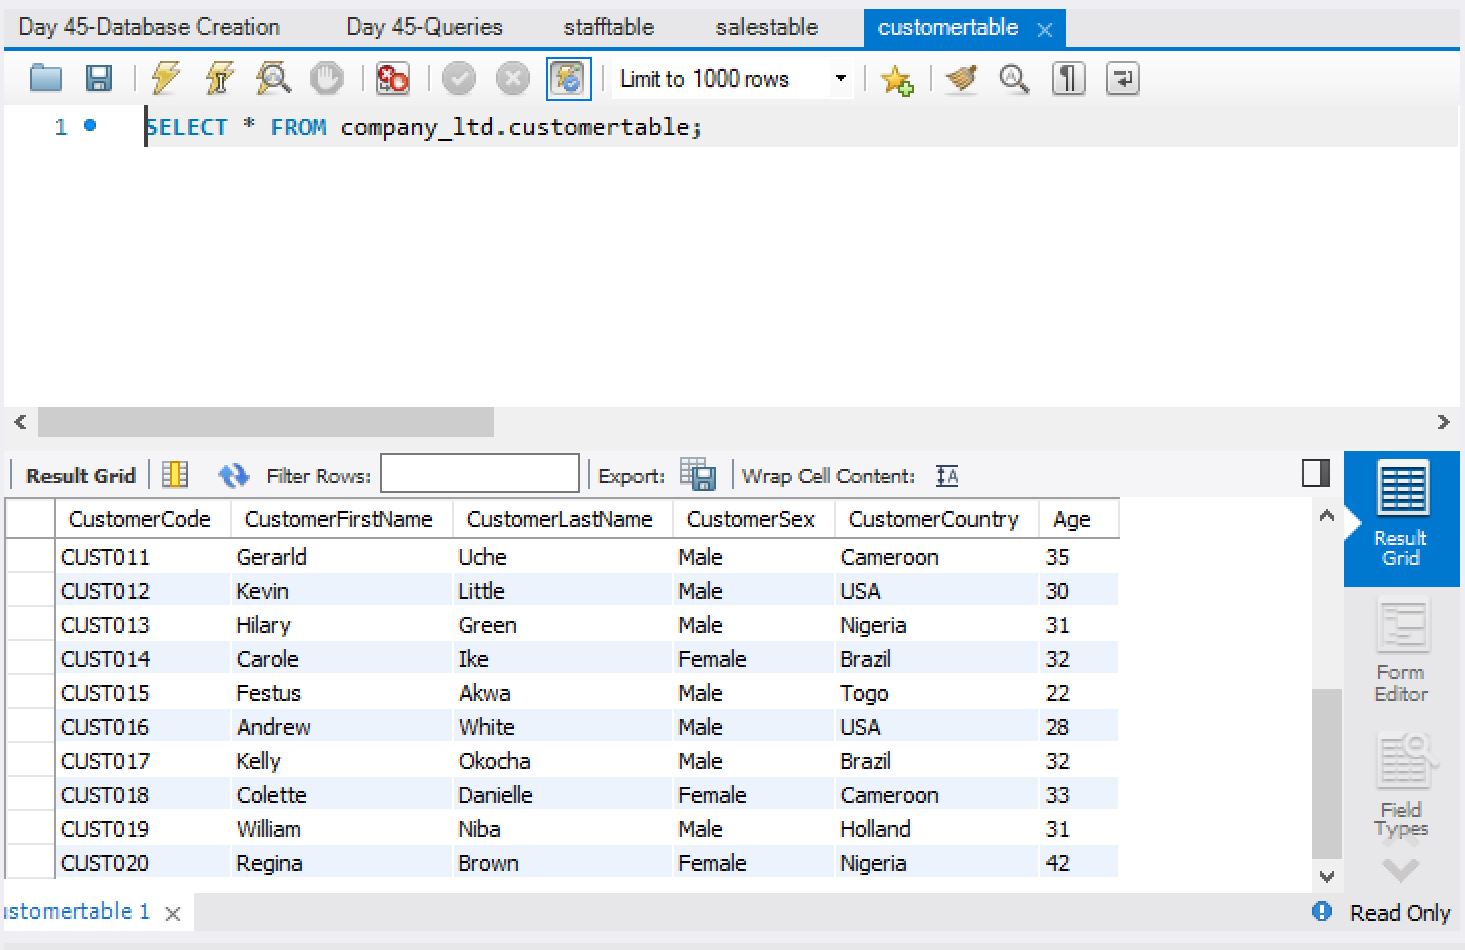 Day 45-Database Creation Day 45-Queries stafftable salestable customertable
Limit to 1000 rows
1 SELECT * FROM company_ltd.customertable;
Result Grid Filter Rows: Export: Wrap Cell Content: IA
CustomerCode CustomerFirstName CustomerLastName CustomerSex CustomerCountry Age
CUST011 Gerarld Uche Male Cameroon 35
CUST012 Kevin Little Male USA 30
CUST013 Hilary Green Male Nigeria 31
CUST014 Carole Ike Female Brazil 32
CUST015 Festus Akwa Male Togo 22
CUST016 Andrew White Male USA 28
CUST017 Kelly Okocha Male Brazil 32
CUST018 Colette Danielle Female Cameroon 33
CUST019 William Niba Male Holland 31
CUST020 Regina Brown Female Nigeria 42
Result
Grid
Form
Editor
Field
Types
ustomertable 1 Read Only